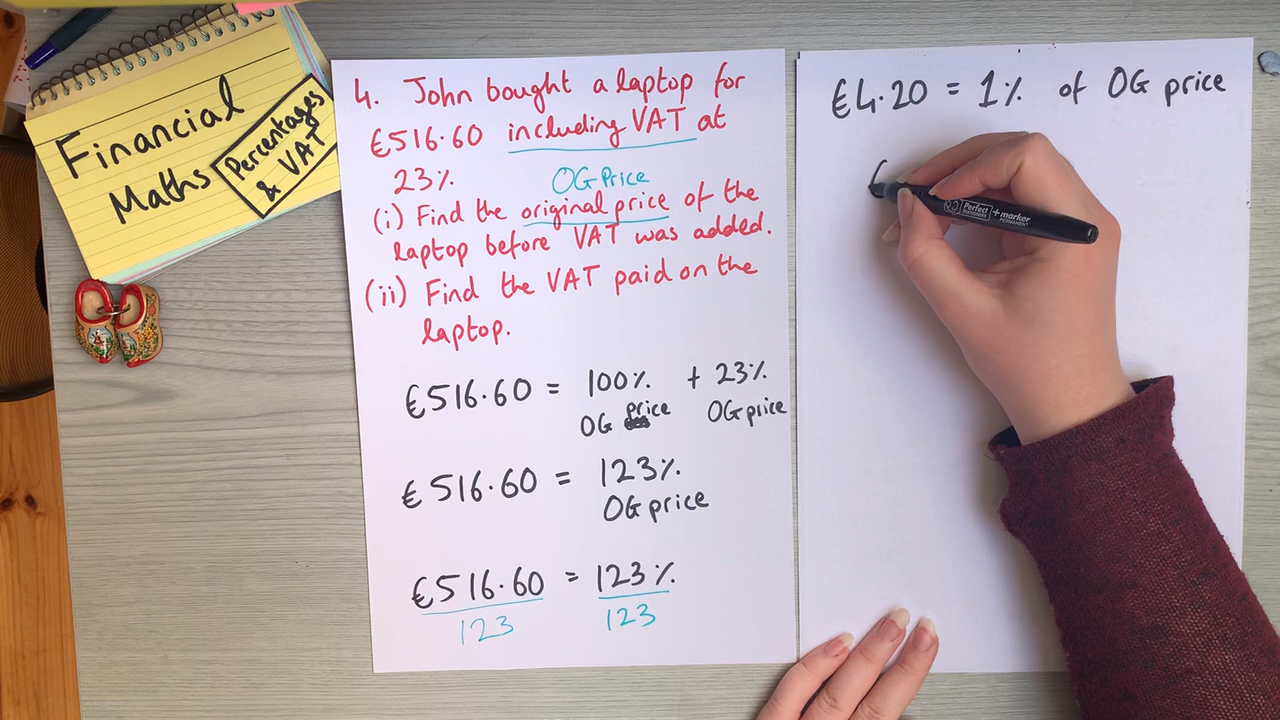 Financial
Maths
Percentages
& VAT
4. John bought a laptop for
€516.60 including VAT at
23%
OG Price
(i) Find the original price of the
laptop before VAT was added.
(ii) Find the VAT paid on the
laptop.
€516.60 = 100% + 23%
OG price OG price
€516.60 = 123%
OG price
€516.60 = 123%
123 123
€4.20 = 1% of OG price
Perfect
+marker
PERMANENT